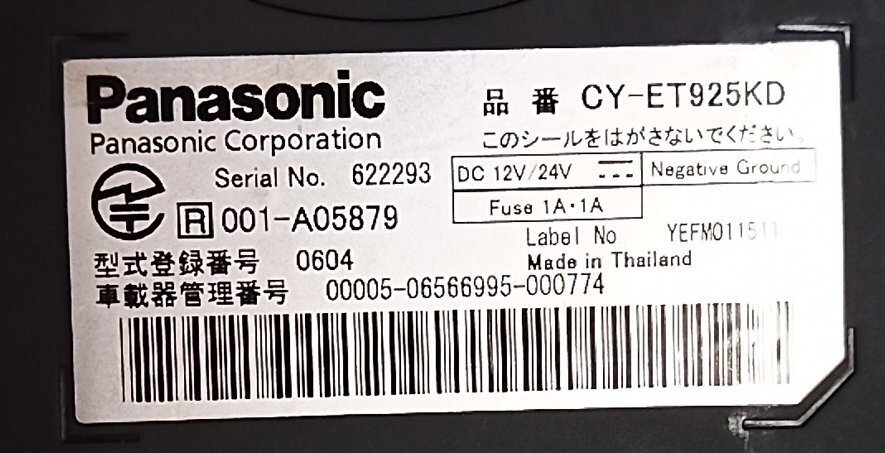 Panasonic
品番 CY-ET925KD
Panasonic Corporation
このシールをはがさないでください。
Serial No. 622293
DC 12V/24V
Negative Ground
Fuse 1A・1A
R 001-A05879
Label No
Made in Thailand
型式登録番号 0604
車載器管理番号 00005-06566995-000774